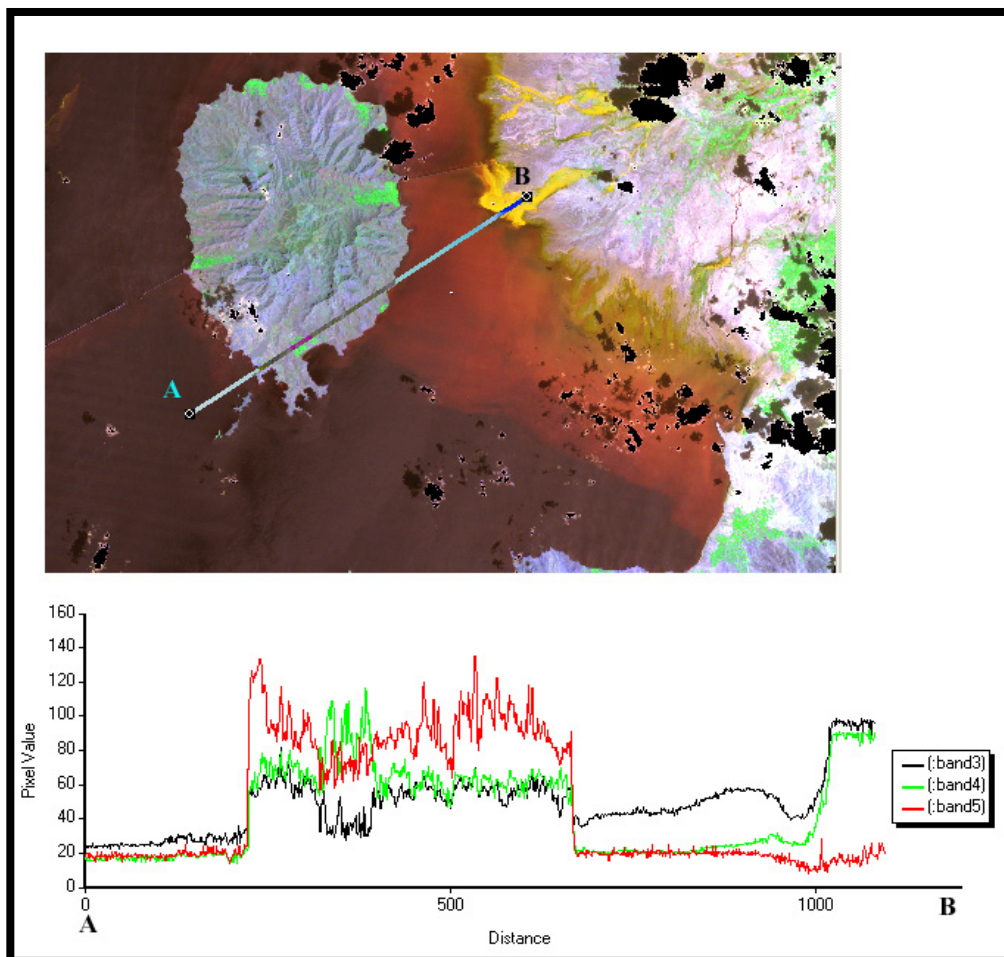 B
A
160
140
120
100
80
60
40
20
0
Pixel Value
0
500
1000
A
B
Distance
(:band3)
(:band4)
(:band5)